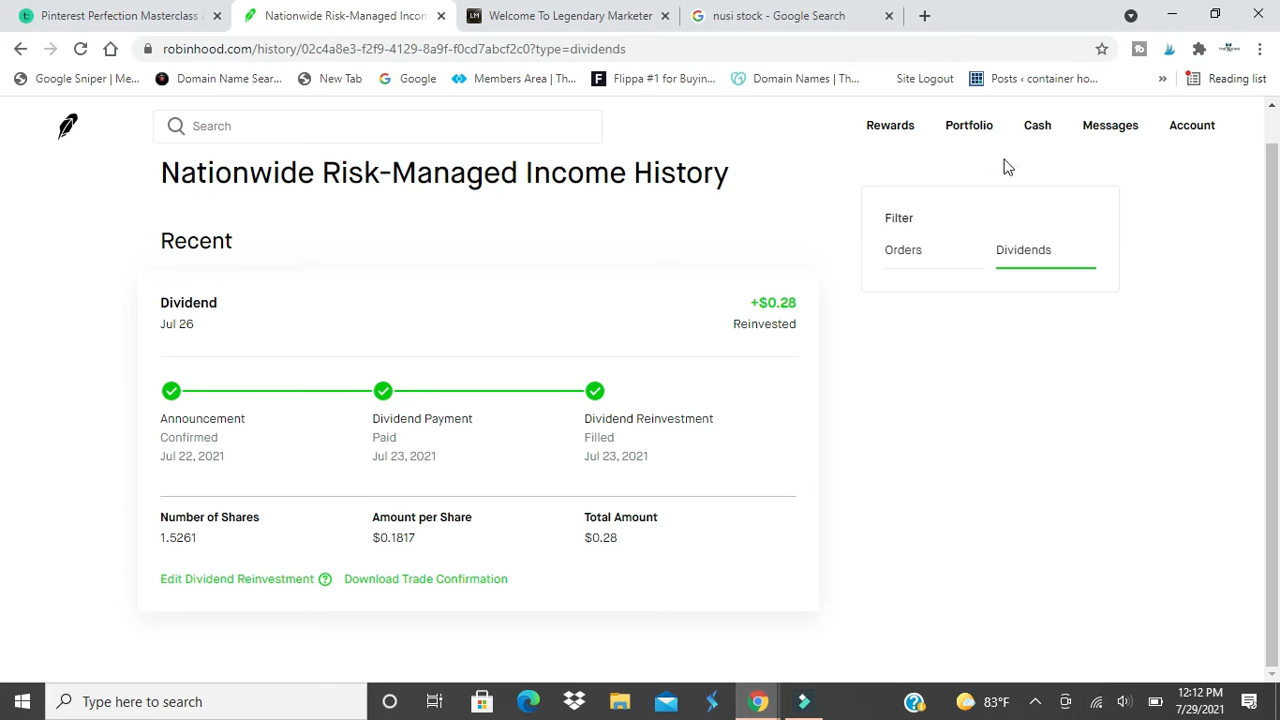 Pinterest Perfection Masterclass
Nationwide Risk-Managed Incom
LM
Welcome To Legendary Marketer
nusi stock - Google Search
robinhood.com/history/02c4a8e3-f2f9-4129-8a9f-f0cd7abcf2c0?type=dividends
Google Sniper | Me...
Domain Name Sear...
New Tab
Google
Members Area | Th...
Flippa #1 for Buyin...
Domain Names | Th...
Site Logout
Posts ‹ container ho...
»
Reading list
Search
Rewards
Portfolio
Cash
Messages
Account
Nationwide Risk-Managed Income History
Filter
Orders
Dividends
Recent
Dividend
+$0.28
Jul 26
Reinvested
Announcement
Dividend Payment
Dividend Reinvestment
Confirmed
Paid
Filled
Jul 22, 2021
Jul 23, 2021
Jul 23, 2021
Number of Shares
Amount per Share
Total Amount
1.5261
$0.1817
$0.28
Edit Dividend Reinvestment
Download Trade Confirmation
Type here to search
83°F
12:12 PM
7/29/2021